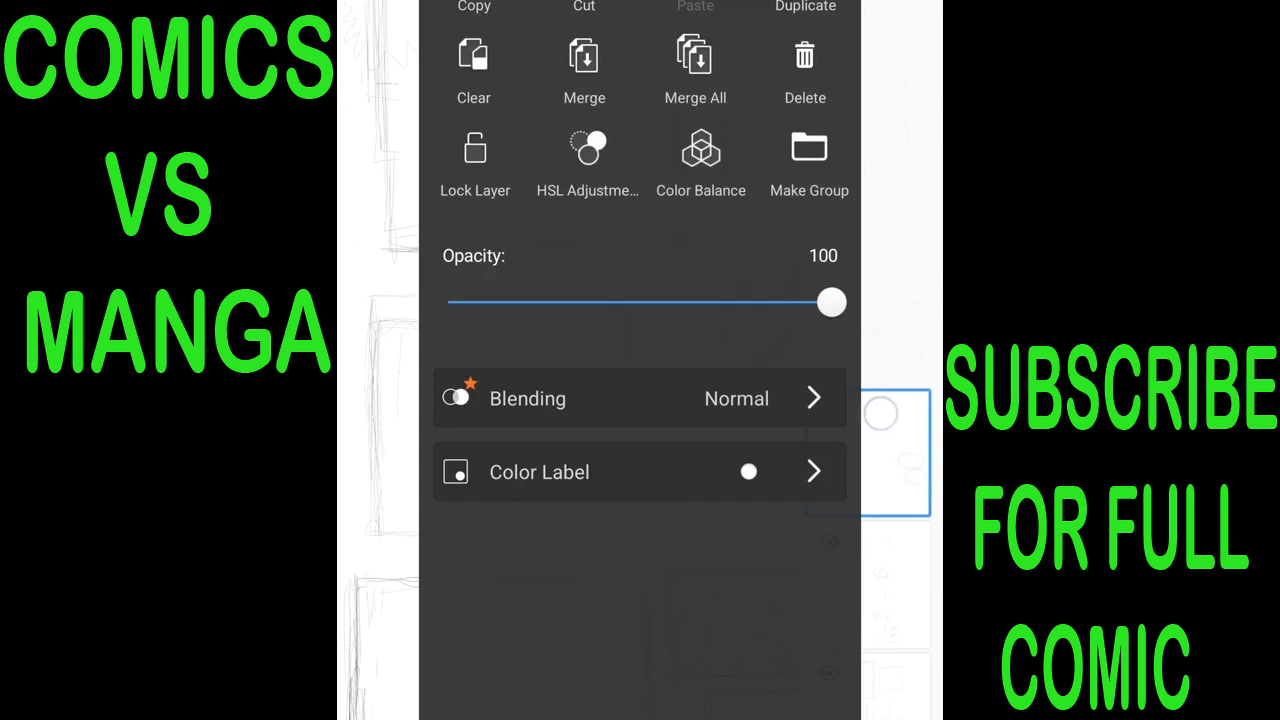 COMICS
VS
MANGA
Copy Cut Paste Duplicate
Clear Merge Merge All Delete
Lock Layer HSL Adjustme... Color Balance Make Group
Opacity: 100
Blending Normal
Color Label
SUBSCRIBE
FOR FULL
COMIC